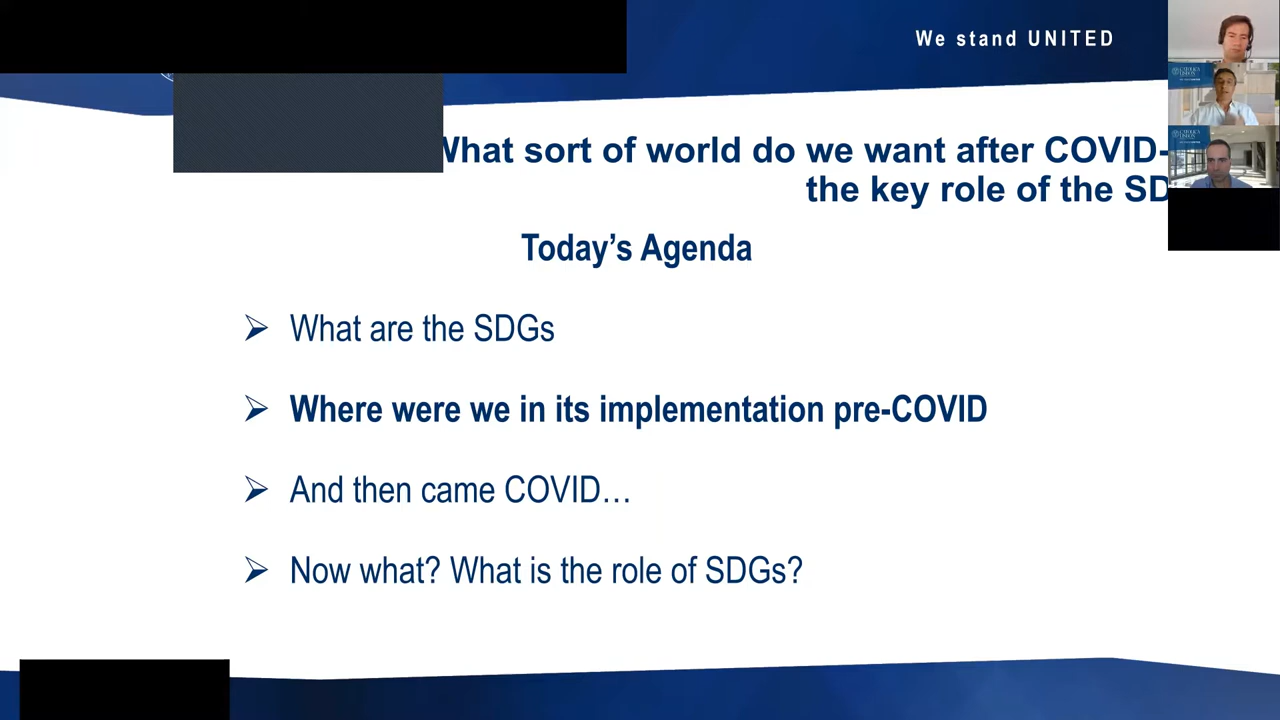 We stand UNITED
What sort of world do we want after COVID-
the key role of the SD
Today's Agenda
What are the SDGs
Where were we in its implementation pre-COVID
And then came COVID…
Now what? What is the role of SDGs?